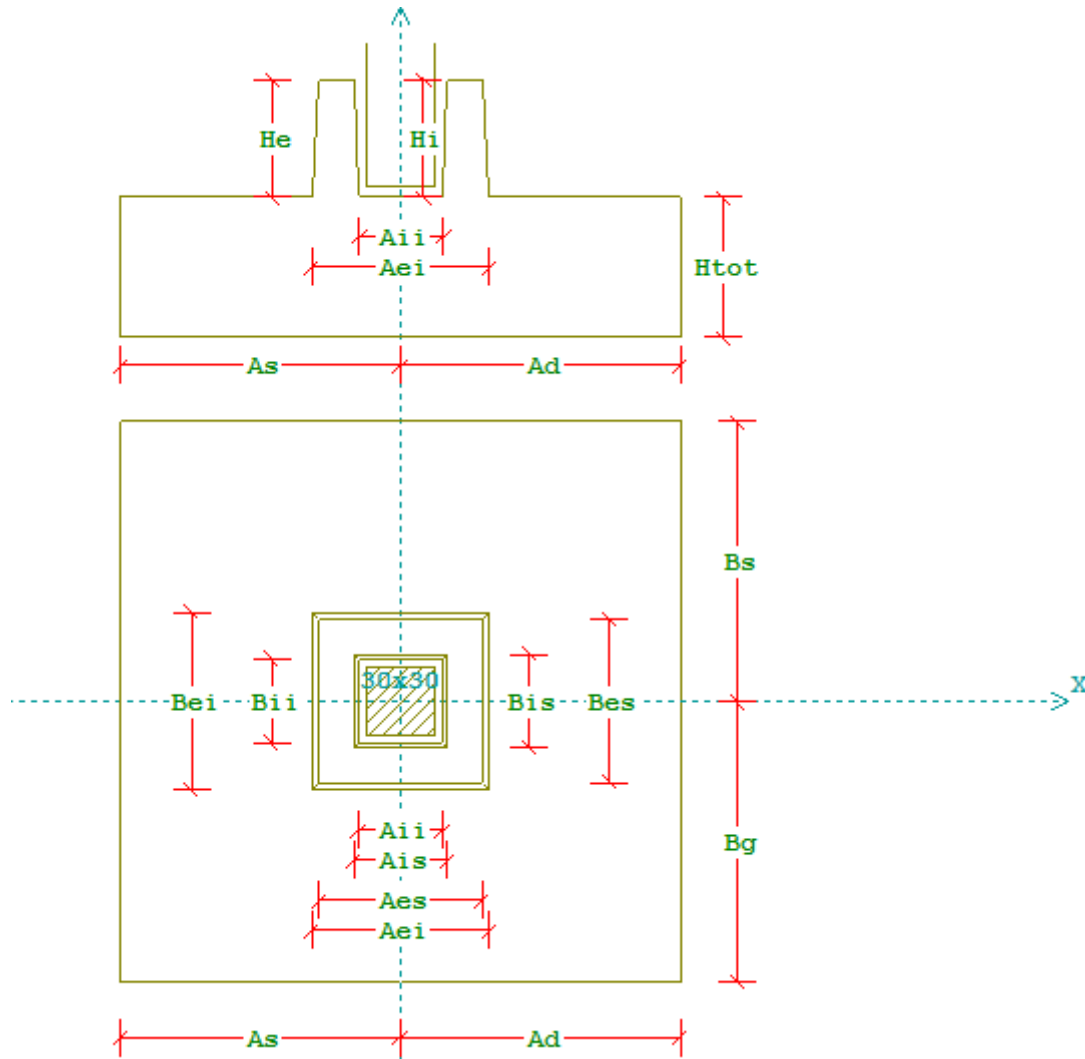 He
Hi
Aii
Aei
Htot
As
Ad
Bs
30x30
X
Bei
Bii
Bis
Bes
Aii
Ais
Bg
Aes
Aei
As
Ad